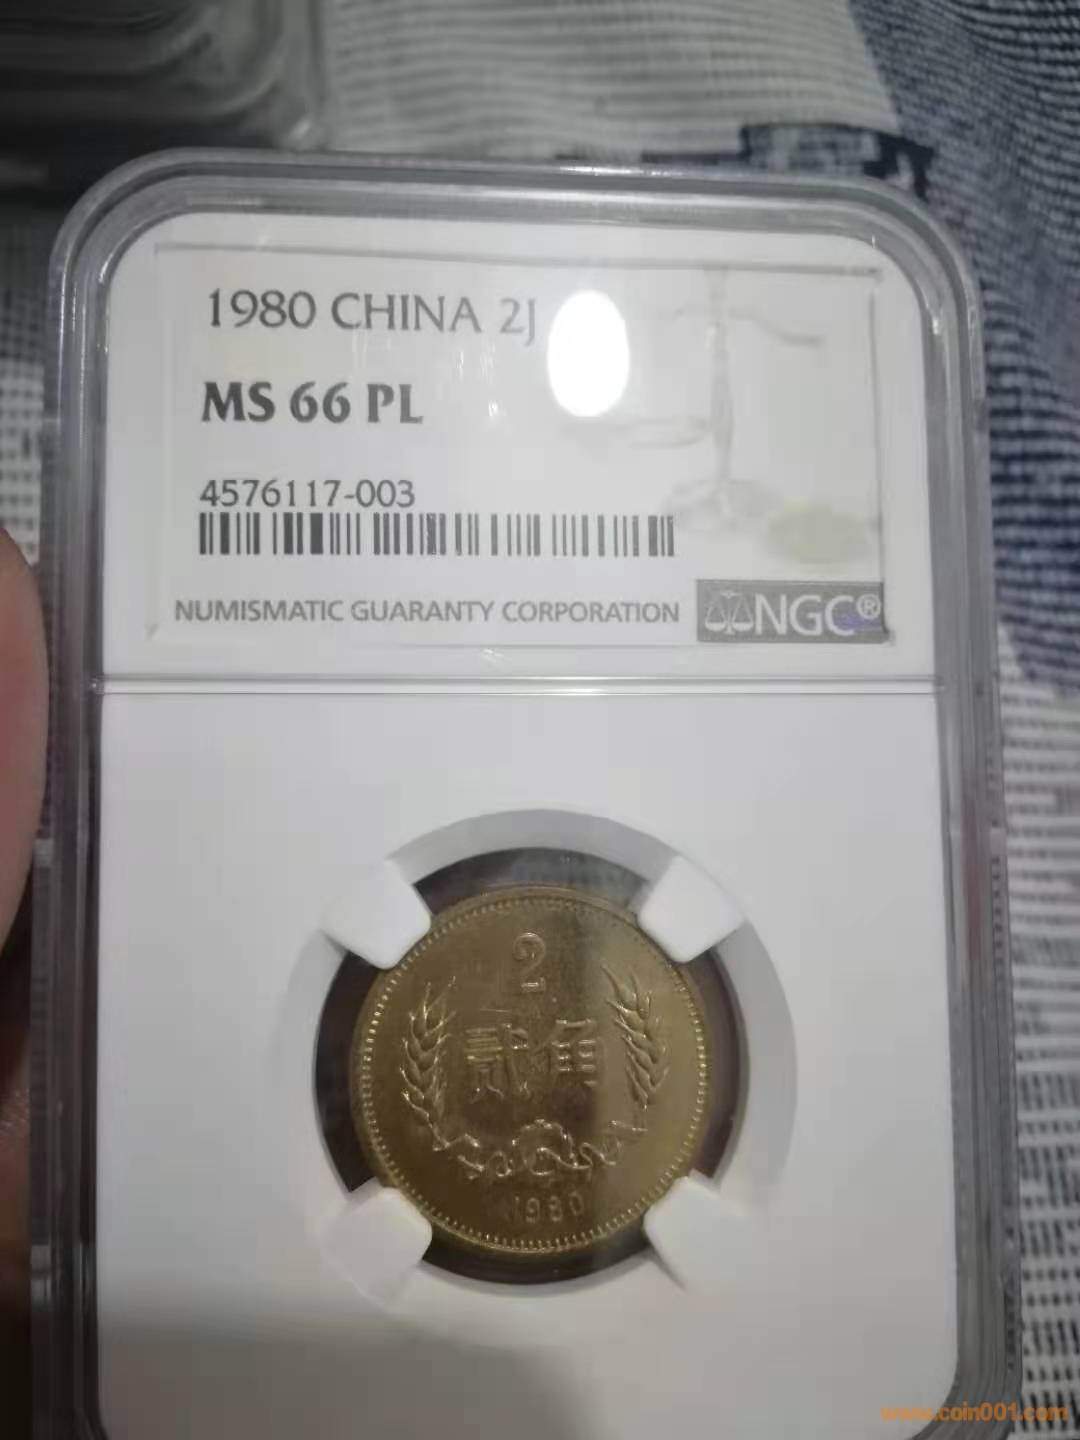 1980 CHINA 2J
MS 66 PL
4576117-003
NUMISMATIC GUARANTY CORPORATION
NGC®
2
贰角
1980
www.coin001.com